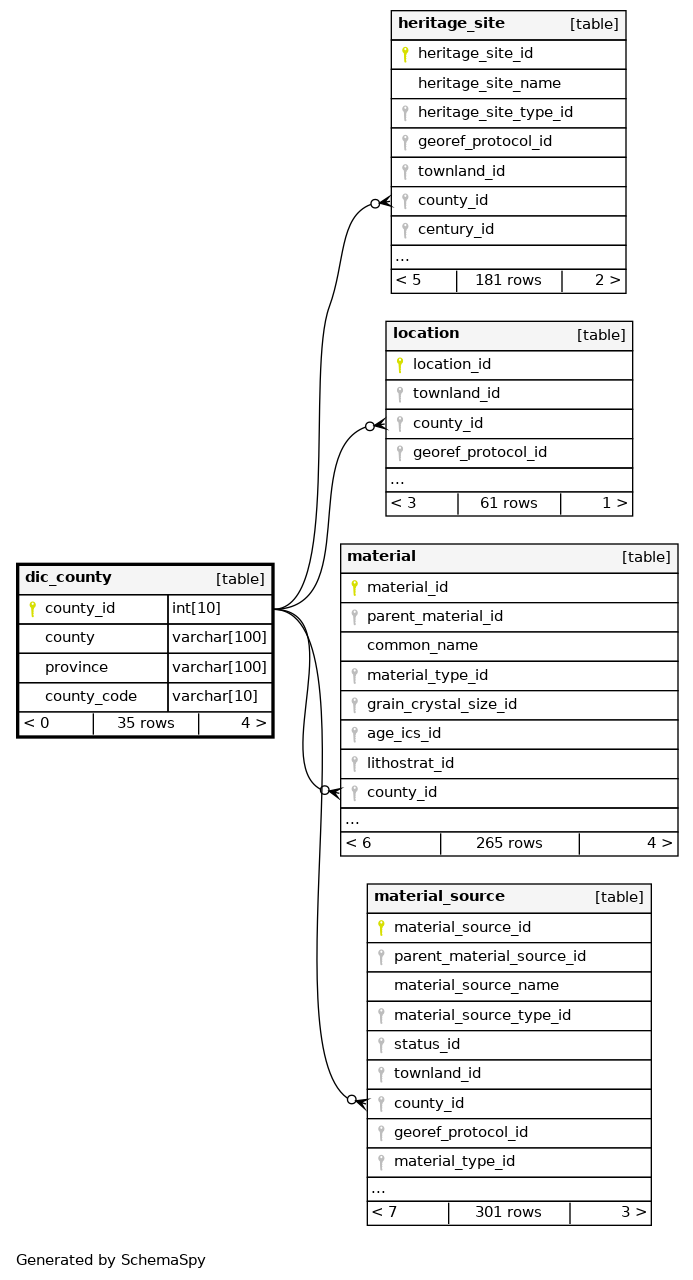 heritage_site [table]
heritage_site_id
heritage_site_name
heritage_site_type_id
georef_protocol_id
townland_id
county_id
century_id
...
< 5 181 rows 2 >
location [table]
location_id
townland_id
county_id
georef_protocol_id
...
< 3 61 rows 1 >
dic_county [table]
county_id int[10]
county varchar[100]
province varchar[100]
county_code varchar[10]
< 0 35 rows 4 >
material [table]
material_id
parent_material_id
common_name
material_type_id
grain_crystal_size_id
age_ics_id
lithostrat_id
county_id
...
< 6 265 rows 4 >
material_source [table]
material_source_id
parent_material_source_id
material_source_name
material_source_type_id
status_id
townland_id
county_id
georef_protocol_id
material_type_id
...
< 7 301 rows 3 >
Generated by SchemaSpy